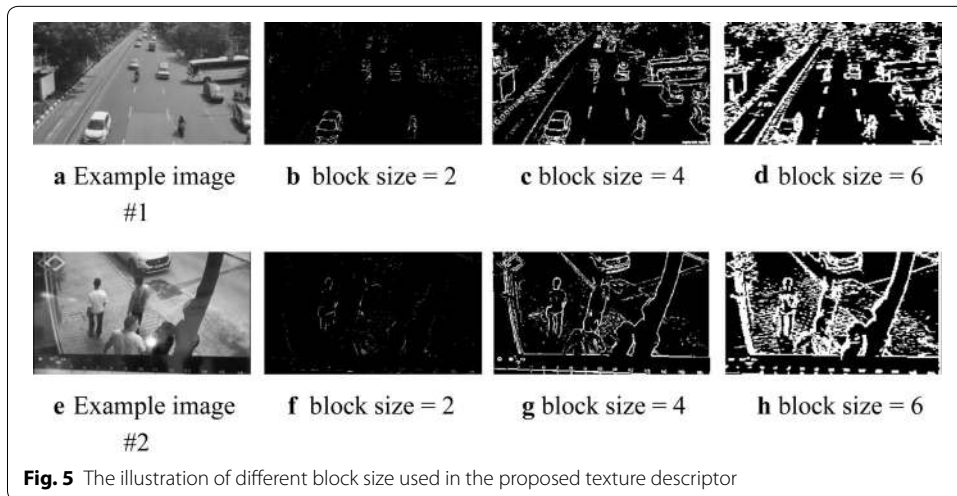 a Example image #1
b block size = 2
c block size = 4
d block size = 6
e Example image #2
f block size = 2
g block size = 4
h block size = 6
Fig. 5 The illustration of different block size used in the proposed texture descriptor